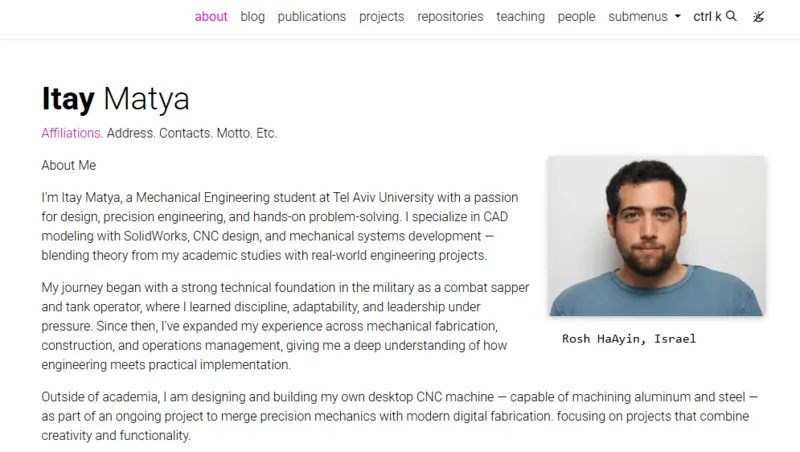 about blog publications projects repositories teaching people submenus ctrl k
Itay Matya
Affiliations. Address. Contacts. Motto. Etc.
About Me
I'm Itay Matya, a Mechanical Engineering student at Tel Aviv University with a passion
for design, precision engineering, and hands-on problem-solving. I specialize in CAD
modeling with SolidWorks, CNC design, and mechanical systems development —
blending theory from my academic studies with real-world engineering projects.
My journey began with a strong technical foundation in the military as a combat sapper
and tank operator, where I learned discipline, adaptability, and leadership under
pressure. Since then, I've expanded my experience across mechanical fabrication,
construction, and operations management, giving me a deep understanding of how
engineering meets practical implementation.
Rosh HaAyin, Israel
Outside of academia, I am designing and building my own desktop CNC machine — capable of machining aluminum and steel —
as part of an ongoing project to merge precision mechanics with modern digital fabrication. focusing on projects that combine
creativity and functionality.